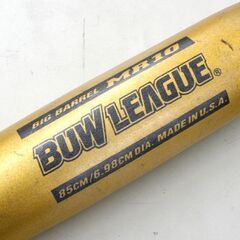 BIG BARREL MR10
BUW LEAGUE®
85CM/6.98CM DIA. MADE IN U.S.A.